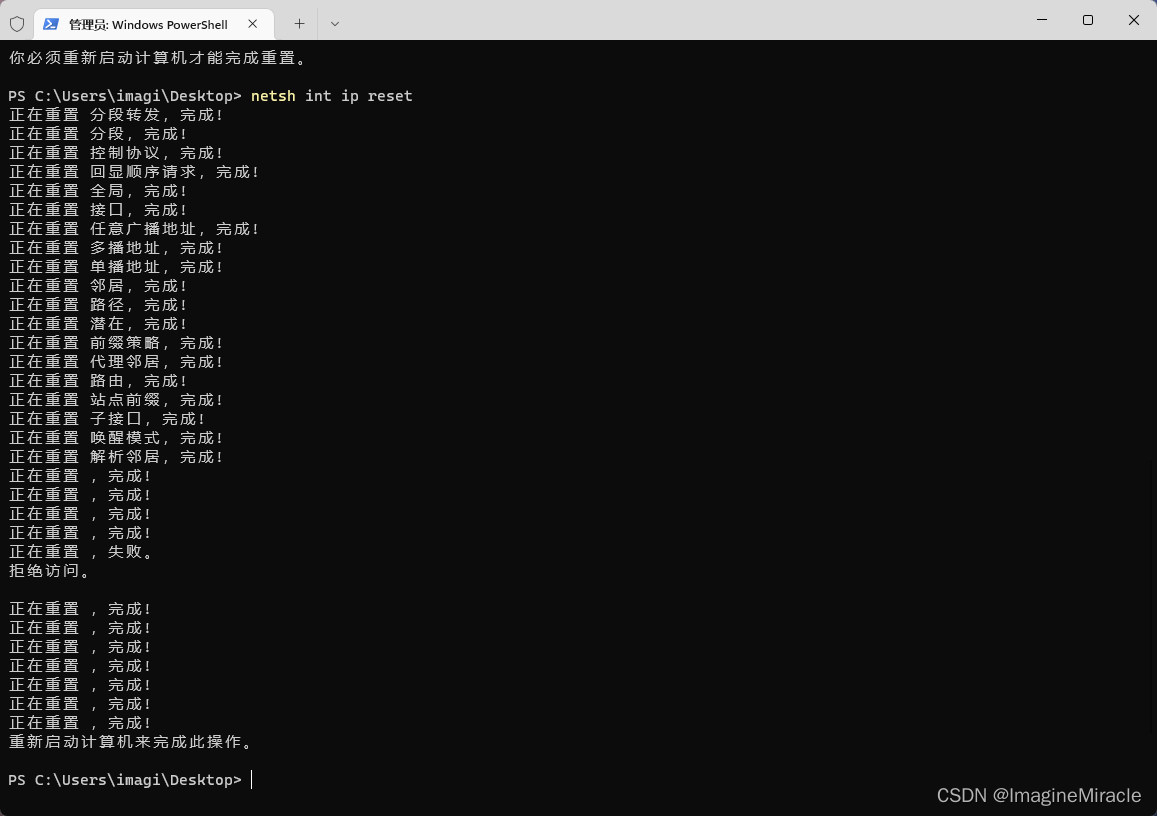 管理员: Windows PowerShell
你必须重新启动计算机才能完成重置。
PS C:\Users\imagi\Desktop> netsh int ip reset
正在重置 分段转发，完成!
正在重置 分段，完成!
正在重置 控制协议，完成!
正在重置 回显顺序请求，完成!
正在重置 全局，完成!
正在重置 接口，完成!
正在重置 任意广播地址，完成!
正在重置 多播地址，完成!
正在重置 单播地址，完成!
正在重置 邻居，完成!
正在重置 路径，完成!
正在重置 潜在，完成!
正在重置 前缀策略，完成!
正在重置 代理邻居，完成!
正在重置 路由，完成!
正在重置 站点前缀，完成!
正在重置 子接口，完成!
正在重置 唤醒模式，完成!
正在重置 解析邻居，完成!
正在重置 ，完成!
正在重置 ，完成!
正在重置 ，完成!
正在重置 ，完成!
正在重置 ，失败。
拒绝访问。
正在重置 ，完成!
正在重置 ，完成!
正在重置 ，完成!
正在重置 ，完成!
正在重置 ，完成!
正在重置 ，完成!
正在重置 ，完成!
重新启动计算机来完成此操作。
PS C:\Users\imagi\Desktop>
CSDN @ImagineMiracle